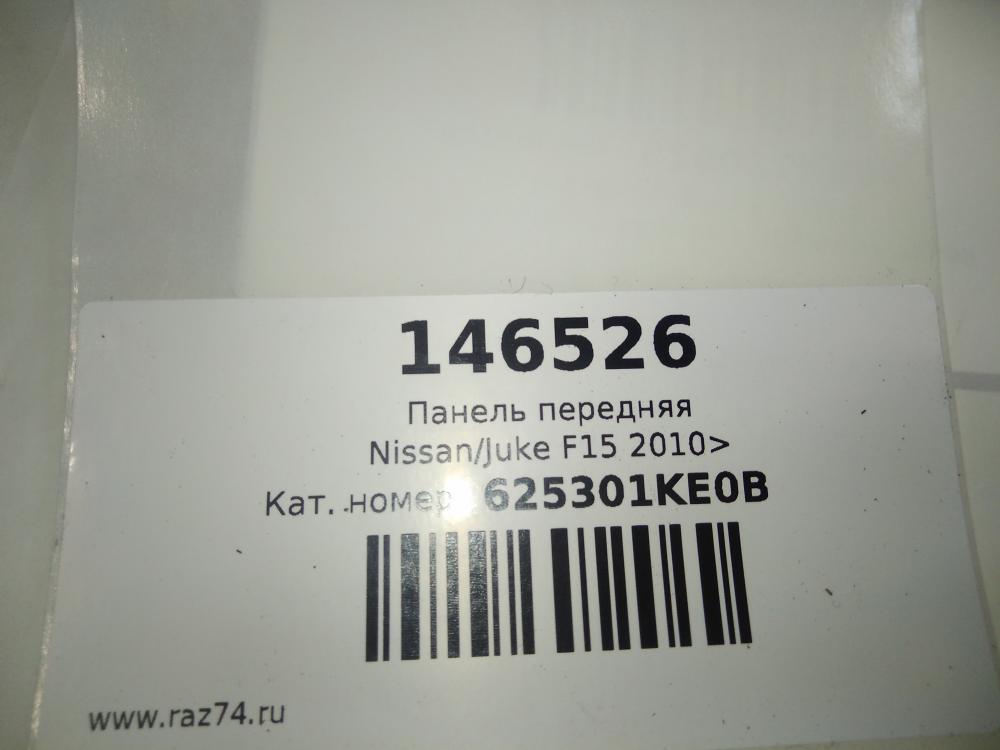 146526
Панель передняя
Nissan/Juke F15 2010>
Кат. номер: 625301KE0B
www.raz74.ru